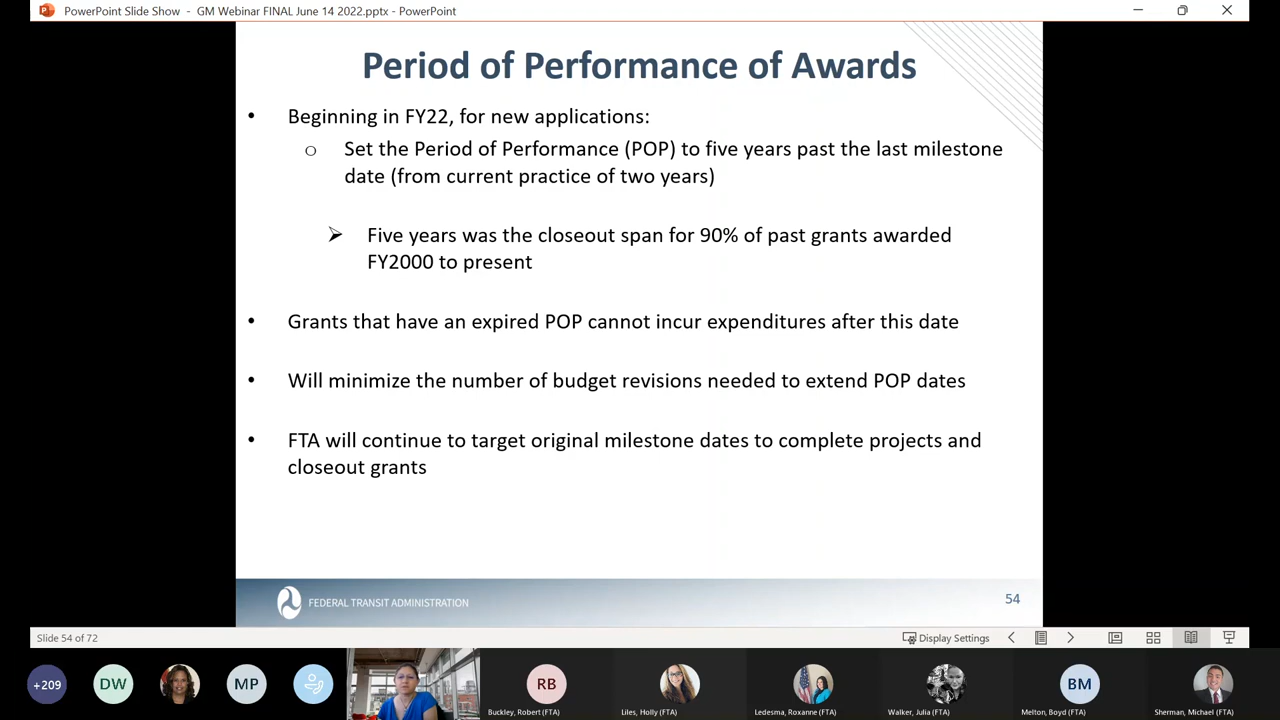 PowerPoint Slide Show - GM Webinar FINAL June 14 2022.pptx - PowerPoint
Period of Performance of Awards
• Beginning in FY22, for new applications:
o Set the Period of Performance (POP) to five years past the last milestone
date (from current practice of two years)
➢ Five years was the closeout span for 90% of past grants awarded
FY2000 to present
• Grants that have an expired POP cannot incur expenditures after this date
• Will minimize the number of budget revisions needed to extend POP dates
• FTA will continue to target original milestone dates to complete projects and
closeout grants
FEDERAL TRANSIT ADMINISTRATION
54
Slide 54 of 72
Display Settings
+209
DW
MP
RB
BM
Buckley, Robert (FTA)
Liles, Holly (FTA)
Ledesma, Roxanne (FTA)
Walker, Julia (FTA)
Melton, Boyd (FTA)
Sherman, Michael (FTA)